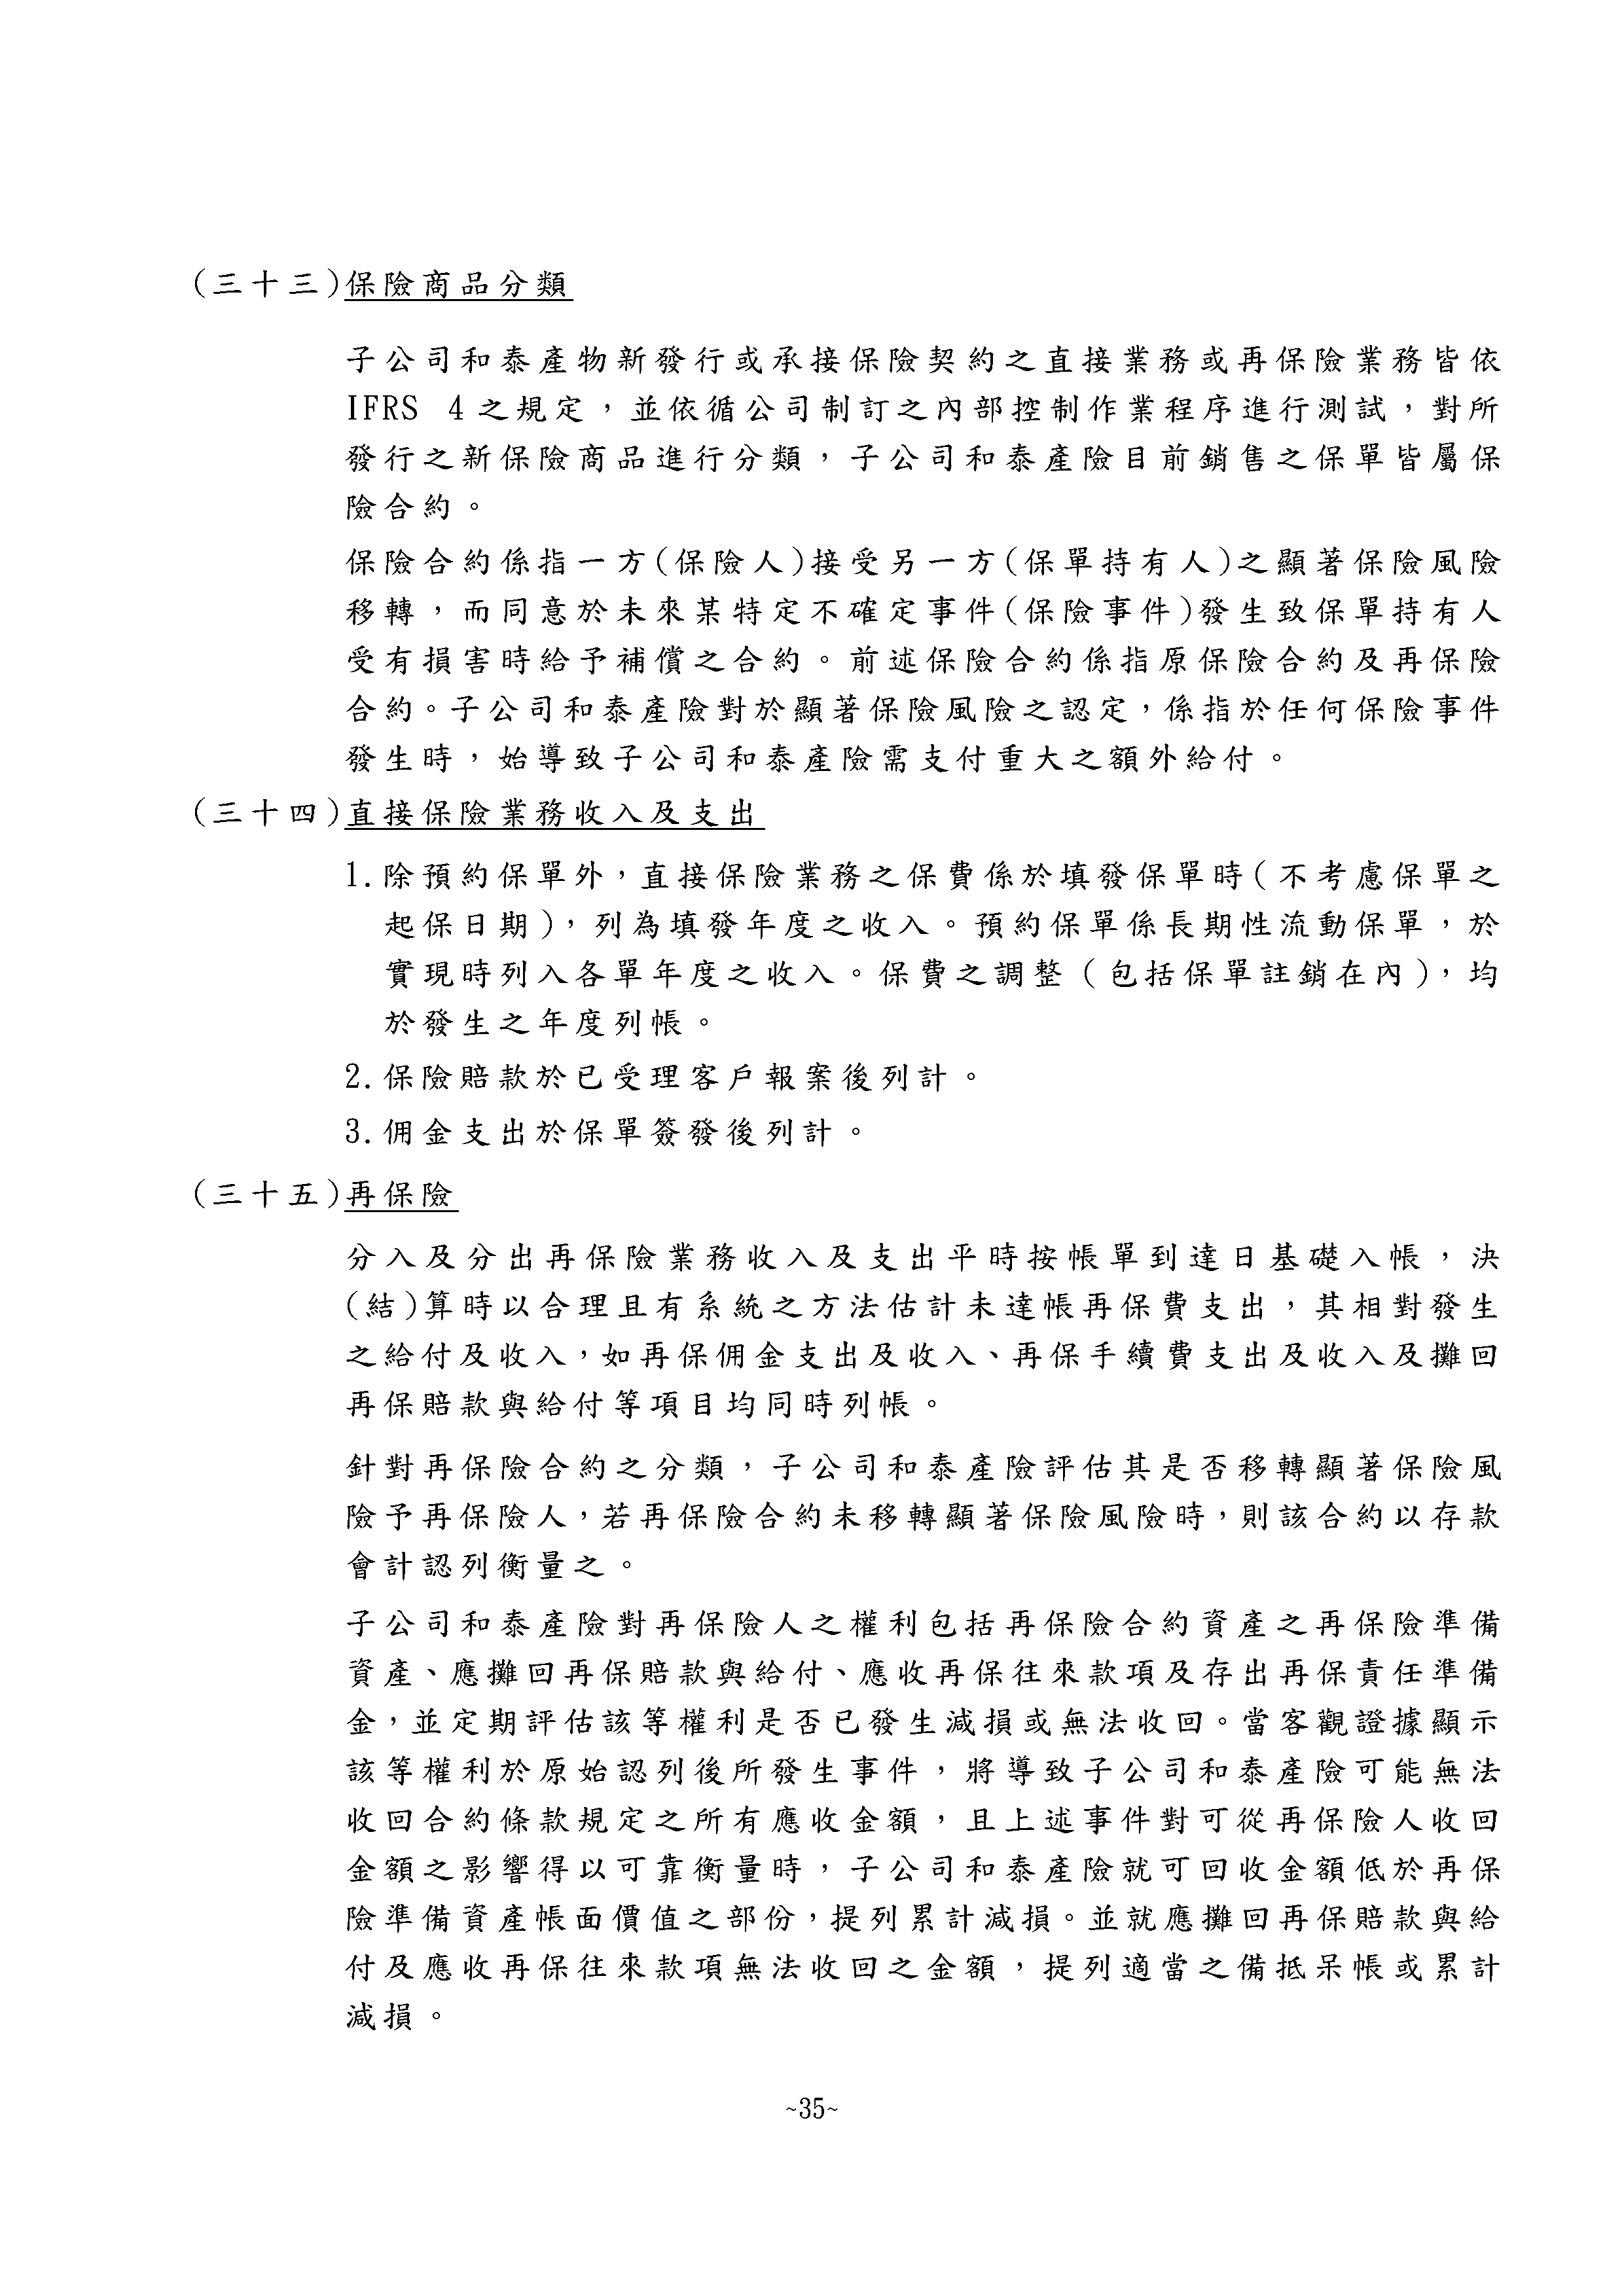 (三十三)保險商品分類
子公司和泰產物新發行或承接保險契約之直接業務或再保險業務皆依
IFRS 4之規定，並依循公司制訂之內部控制作業程序進行測試，對所
發行之新保險商品進行分類，子公司和泰產險目前銷售之保單皆屬保
險合約。
保險合約係指一方(保險人)接受另一方(保單持有人)之顯著保險風險
移轉，而同意於未來某特定不確定事件(保險事件)發生致保單持有人
受有損害時給予補償之合約。前述保險合約係指原保險合約及再保險
合約。子公司和泰產險對於顯著保險風險之認定，係指於任何保險事件
發生時，始導致子公司和泰產險需支付重大之額外給付。
(三十四)直接保險業務收入及支出
1.除預約保單外，直接保險業務之保費係於填發保單時(不考慮保單之
起保日期)，列為填發年度之收入。預約保單係長期性流動保單，於
實現時列入各單年度之收入。保費之調整(包括保單註銷在內)，均
於發生之年度列帳。
2.保險賠款於已受理客戶報案後列計。
3.佣金支出於保單簽發後列計。
(三十五)再保險
分入及分出再保險業務收入及支出平時按帳單到達日基礎入帳，決
(結)算時以合理且有系統之方法估計未達帳再保費支出，其相對發生
之給付及收入，如再保佣金支出及收入、再保手續費支出及收入及攤回
再保賠款與給付等項目均同時列帳。
針對再保險合約之分類，子公司和泰產險評估其是否移轉顯著保險風
險予再保險人，若再保險合約未移轉顯著保險風險時，則該合約以存款
會計認列衡量之。
子公司和泰產險對再保險人之權利包括再保險合約資產之再保險準備
資產、應攤回再保賠款與給付、應收再保往來款項及存出再保責任準備
金，並定期評估該等權利是否已發生減損或無法收回。當客觀證據顯示
該等權利於原始認列後所發生事件，將導致子公司和泰產險可能無法
收回合約條款規定之所有應收金額，且上述事件對可從再保險人收回
金額之影響得以可靠衡量時，子公司和泰產險就可回收金額低於再保
險準備資產帳面價值之部份，提列累計減損。並就應攤回再保賠款與給
付及應收再保往來款項無法收回之金額，提列適當之備抵呆帳或累計
減損。
~35~